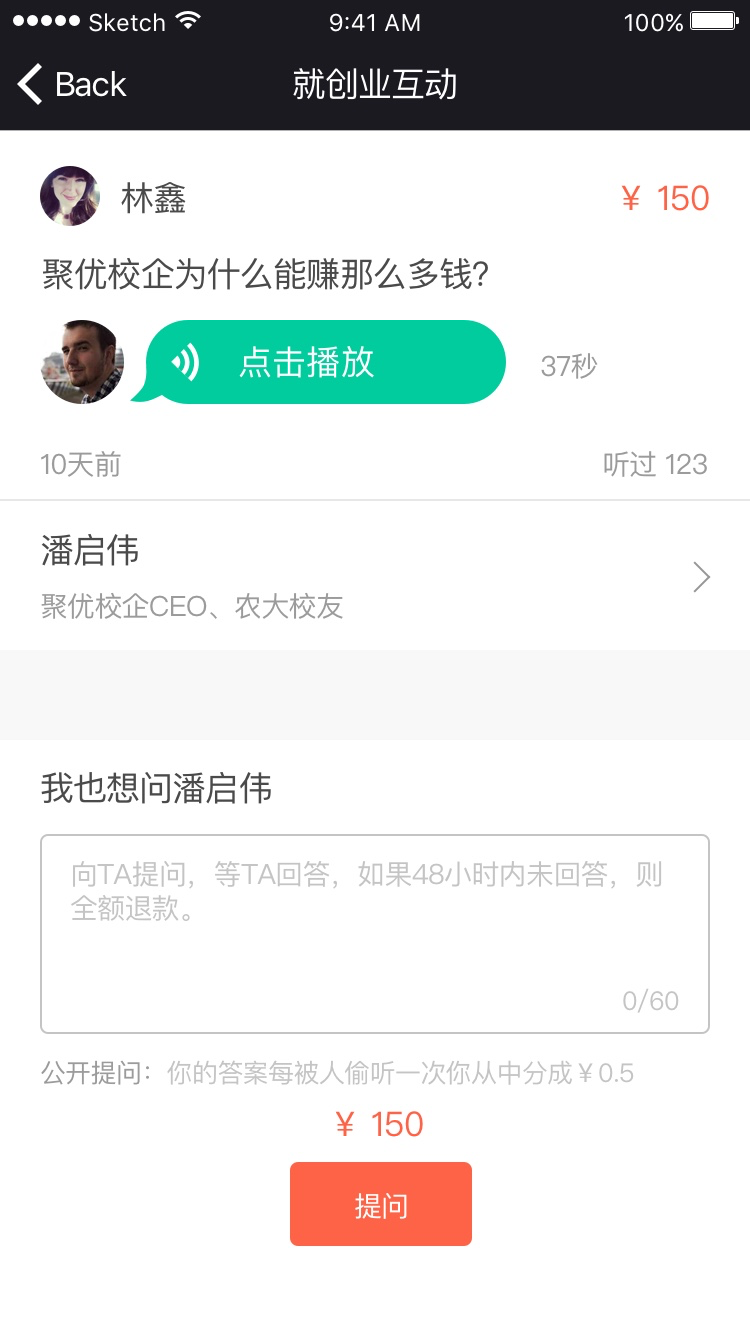 Sketch 9:41 AM 100%
Back 就创业互动
林鑫 ¥ 150
聚优校企为什么能赚那么多钱?
点击播放 37秒
10天前 听过 123
潘启伟
聚优校企CEO、农大校友
我也想问潘启伟
向TA提问，等TA回答，如果48小时内未回答，则
全额退款。
0/60
公开提问：你的答案每被人偷听一次你从中分成¥0.5
¥ 150
提问